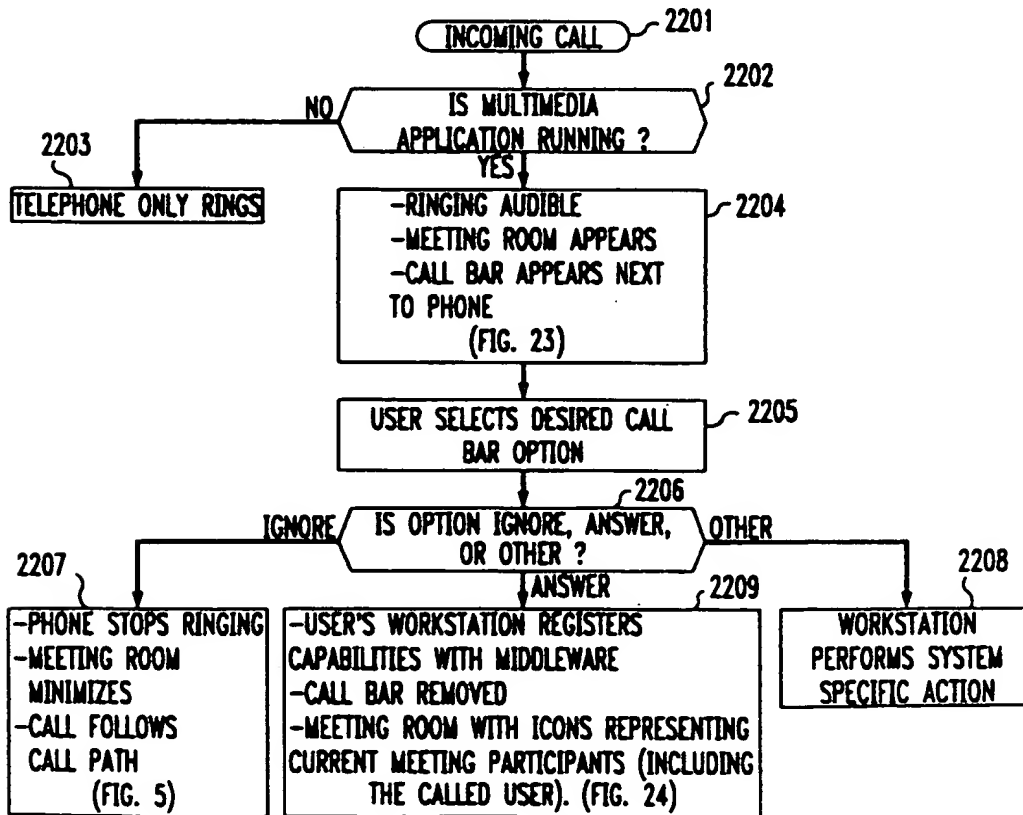 INCOMING CALL
2201
2202
NO
IS MULTIMEDIA
APPLICATION RUNNING ?
YES
2203
TELEPHONE ONLY RINGS
2204
-RINGING AUDIBLE
-MEETING ROOM APPEARS
-CALL BAR APPEARS NEXT
TO PHONE
(FIG. 23)
2205
USER SELECTS DESIRED CALL
BAR OPTION
2206
IGNORE
IS OPTION IGNORE, ANSWER,
OR OTHER ?
OTHER
ANSWER
2207
-PHONE STOPS RINGING
-MEETING ROOM
MINIMIZES
-CALL FOLLOWS
CALL PATH
(FIG. 5)
2209
-USER'S WORKSTATION REGISTERS
CAPABILITIES WITH MIDDLEWARE
-CALL BAR REMOVED
-MEETING ROOM WITH ICONS REPRESENTING
CURRENT MEETING PARTICIPANTS (INCLUDING
THE CALLED USER). (FIG. 24)
2208
WORKSTATION
PERFORMS SYSTEM
SPECIFIC ACTION